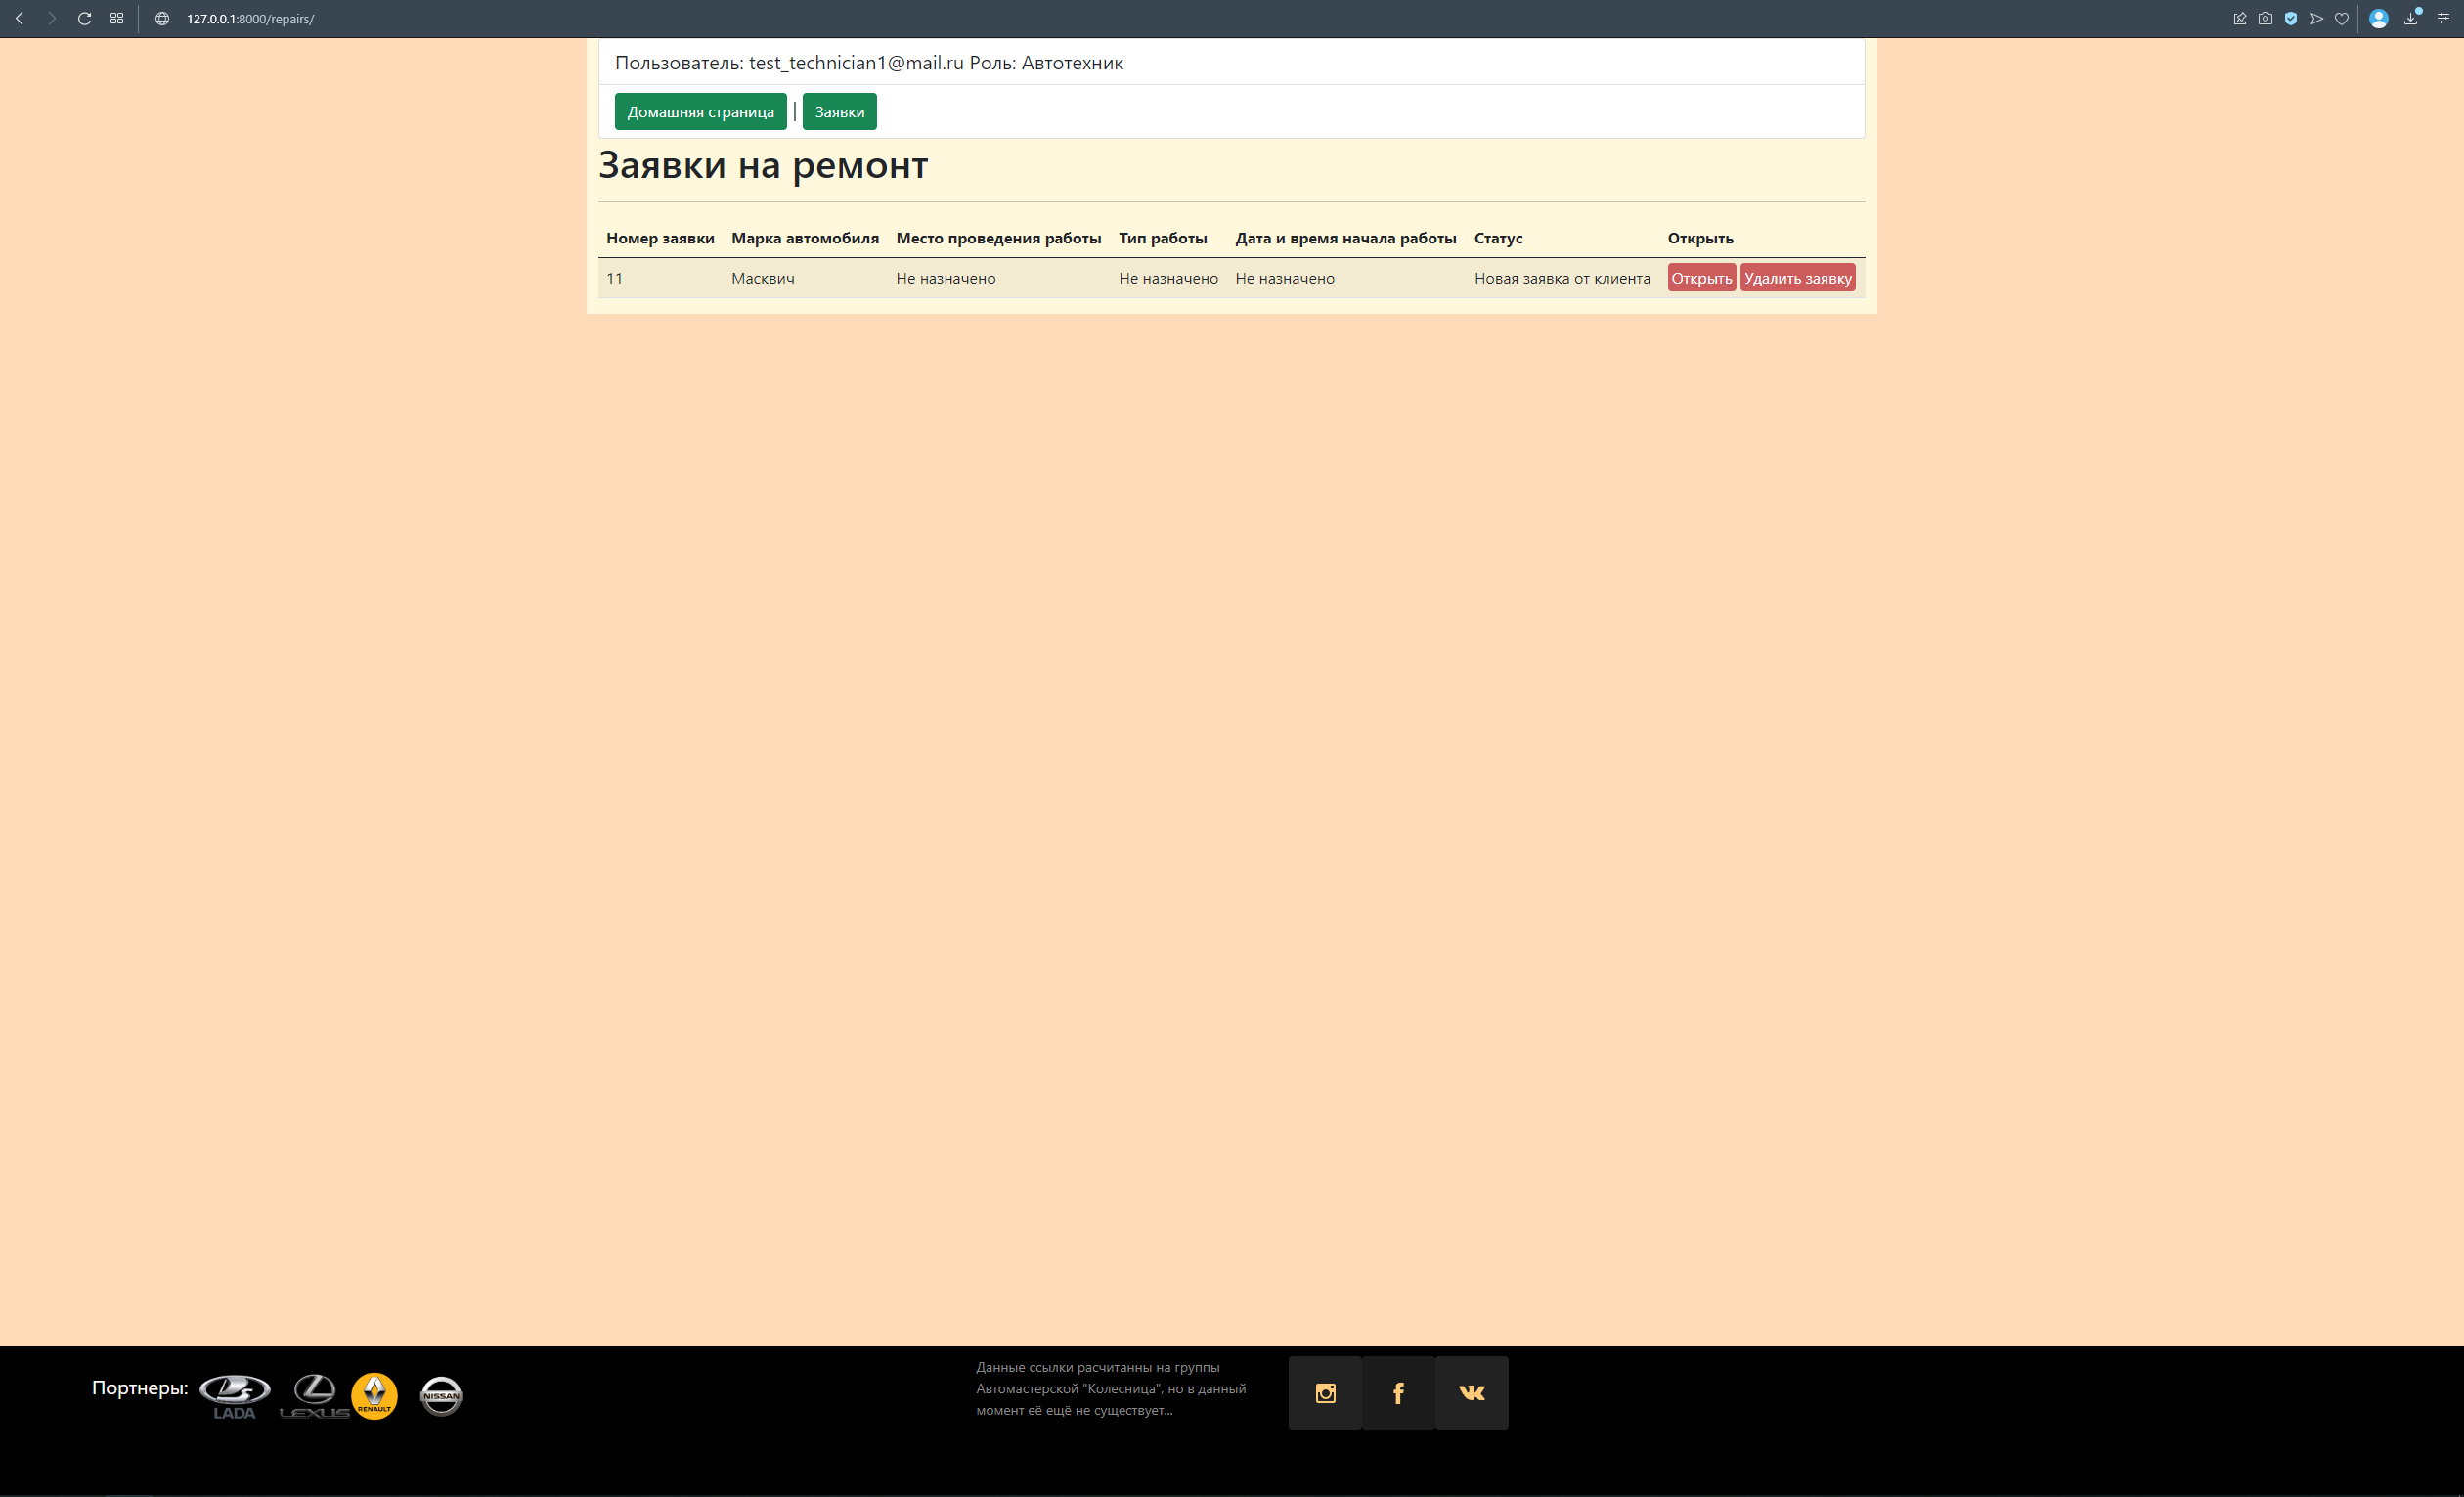 127.0.0.1:8000/repairs/
Пользователь: test_technician1@mail.ru Роль: Автотехник
Домашняя страница | Заявки
Заявки на ремонт
Номер заявки Марка автомобиля Место проведения работы Тип работы Дата и время начала работы Статус Открыть
11 Масквич Не назначено Не назначено Не назначено Новая заявка от клиента Открыть Удалить заявку
Партнеры: LADA LEXUS RENAULT NISSAN
Данные ссылки расчитанны на группы
Автомастерской "Колесница", но в данный
момент её ещё не существует...